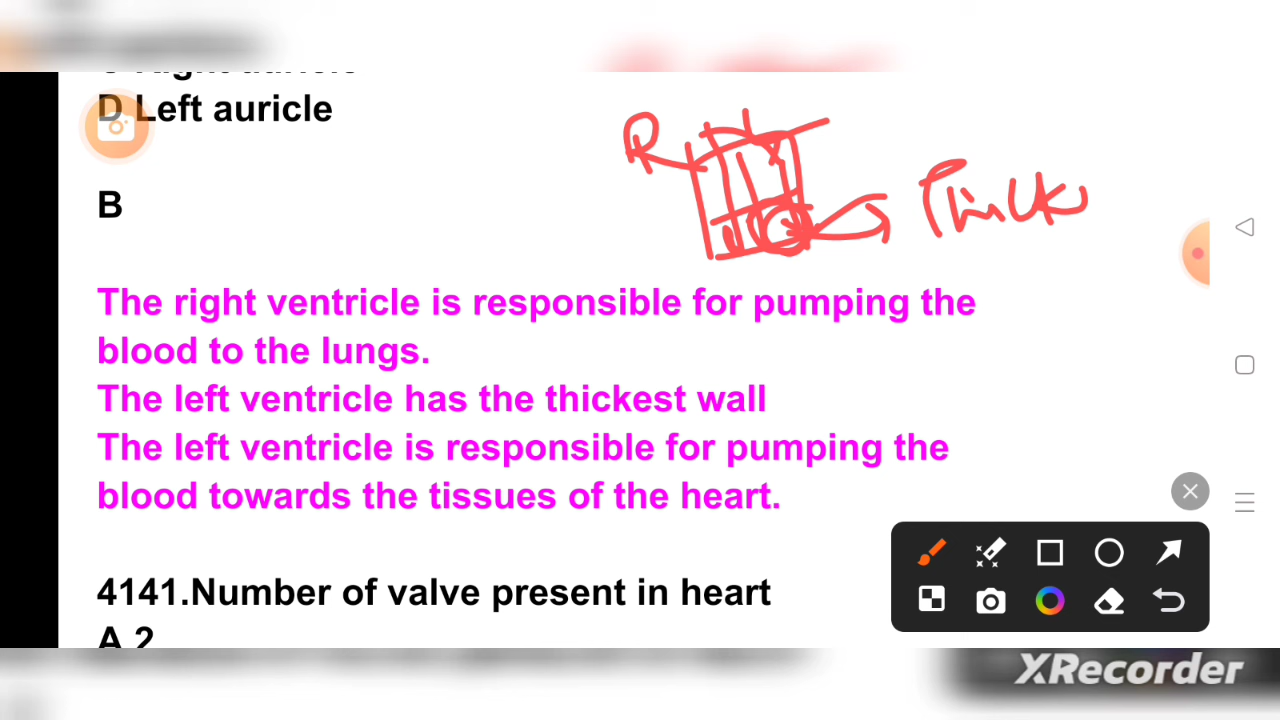 D Left auricle
R
L
Thick
B
The right ventricle is responsible for pumping the
blood to the lungs.
The left ventricle has the thickest wall
The left ventricle is responsible for pumping the
blood towards the tissues of the heart.
4141.Number of valve present in heart
A 2
XRecorder